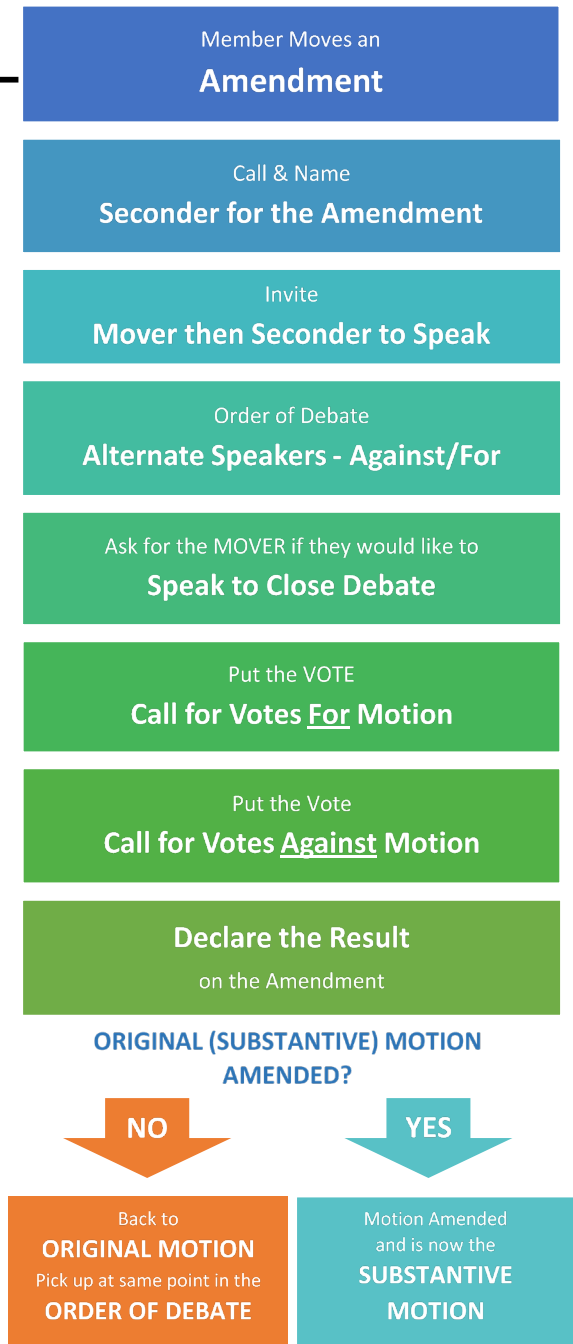 Member Moves an
Amendment
Call & Name
Seconder for the Amendment
Invite
Mover then Seconder to Speak
Order of Debate
Alternate Speakers - Against/For
Ask for the MOVER if they would like to
Speak to Close Debate
Put the VOTE
Call for Votes For Motion
Put the Vote
Call for Votes Against Motion
Declare the Result
on the Amendment
ORIGINAL (SUBSTANTIVE) MOTION
AMENDED?
NO
YES
Back to
ORIGINAL MOTION
Pick up at same point in the
ORDER OF DEBATE
Motion Amended
and is now the
SUBSTANTIVE
MOTION